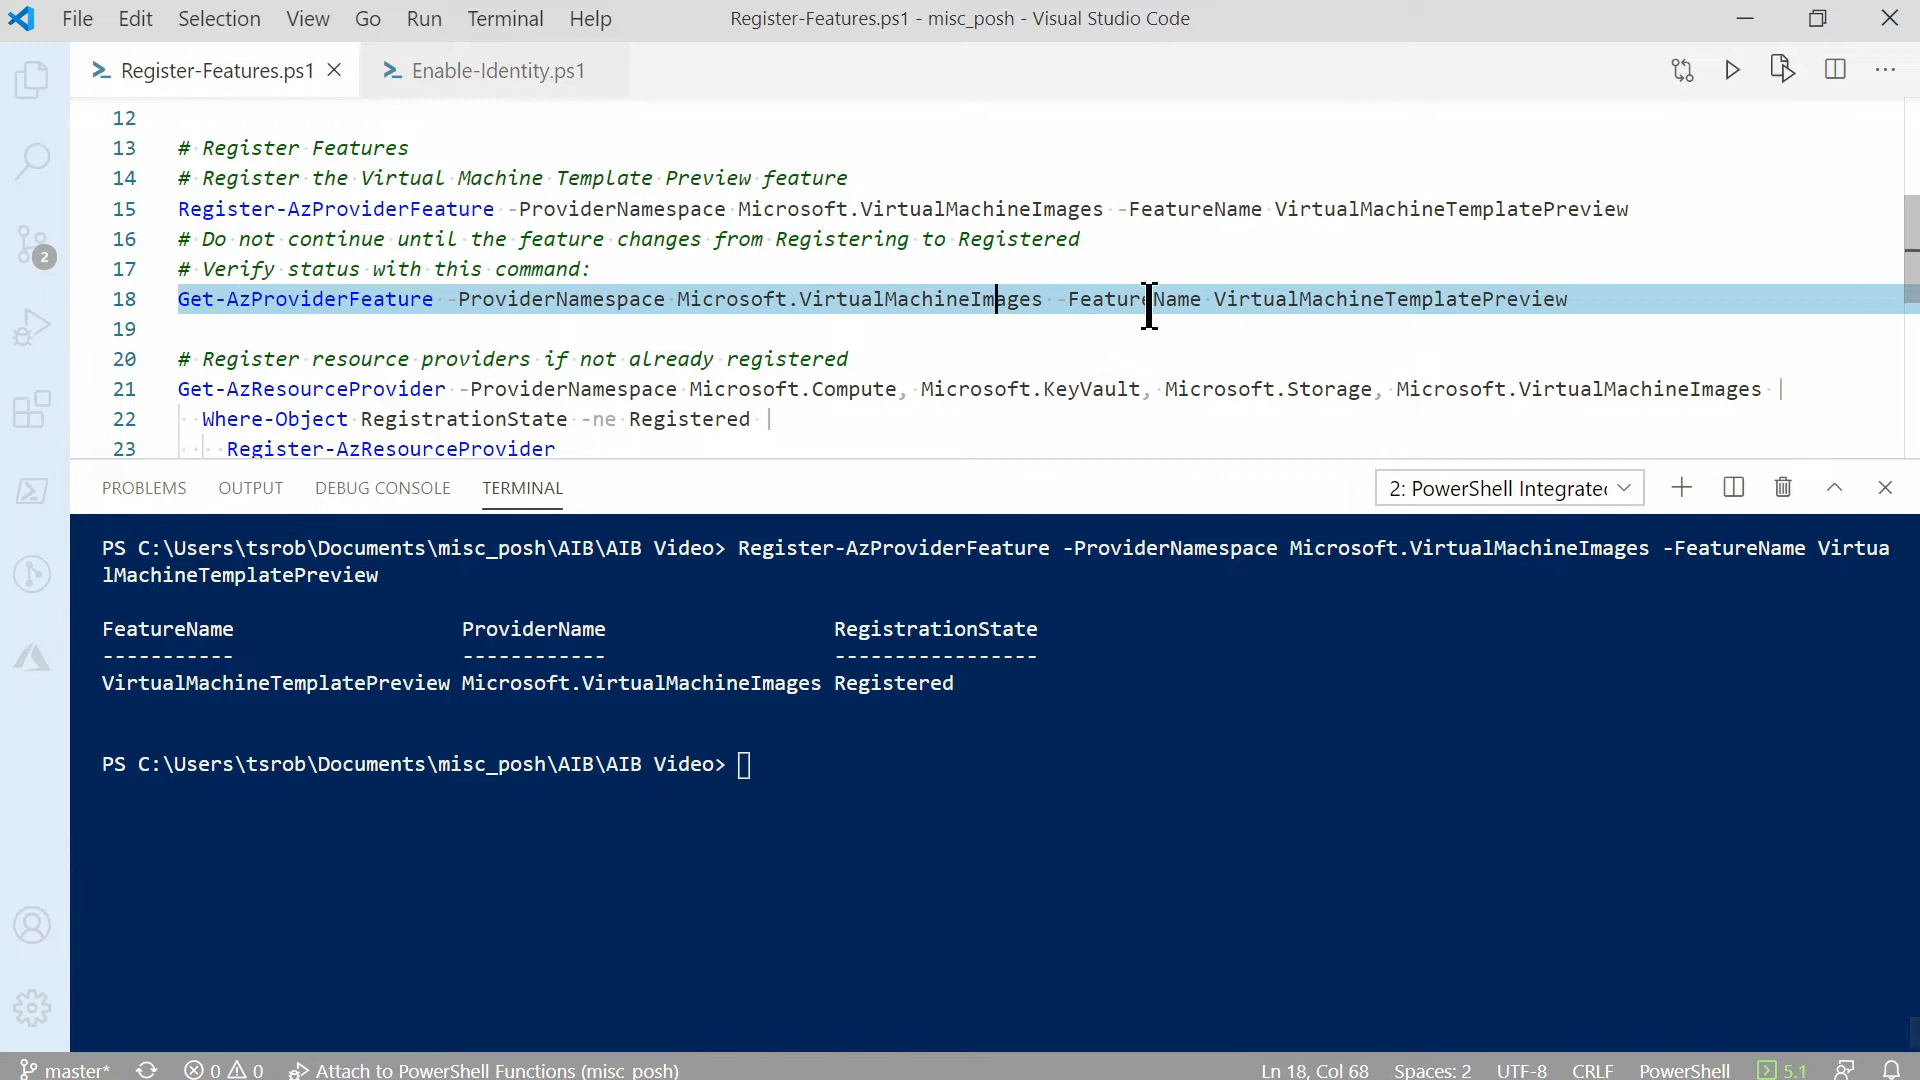 File Edit Selection View Go Run Terminal Help Register-Features.ps1 - misc_posh - Visual Studio Code
Register-Features.ps1 Enable-Identity.ps1
12
13 # Register Features
14 # Register the Virtual Machine Template Preview feature
15 Register-AzProviderFeature -ProviderNamespace Microsoft.VirtualMachineImages -FeatureName VirtualMachineTemplatePreview
16 # Do not continue until the feature changes from Registering to Registered
17 # Verify status with this command:
18 Get-AzProviderFeature -ProviderNamespace Microsoft.VirtualMachineImages -FeatureName VirtualMachineTemplatePreview
19
20 # Register resource providers if not already registered
21 Get-AzResourceProvider -ProviderNamespace Microsoft.Compute, Microsoft.KeyVault, Microsoft.Storage, Microsoft.VirtualMachineImages |
22 Where-Object RegistrationState -ne Registered |
23 Register-AzResourceProvider
2
PROBLEMS OUTPUT DEBUG CONSOLE TERMINAL 2: PowerShell Integrated
PS C:\Users\tsrob\Documents\misc_posh\AIB\AIB Video> Register-AzProviderFeature -ProviderNamespace Microsoft.VirtualMachineImages -FeatureName Virtua
lMachineTemplatePreview
FeatureName ProviderName RegistrationState
----------- ------------ -----------------
VirtualMachineTemplatePreview Microsoft.VirtualMachineImages Registered
PS C:\Users\tsrob\Documents\misc_posh\AIB\AIB Video>
master* 0 0 Attach to PowerShell Functions (misc_posh) Ln 18, Col 68 Spaces: 2 UTF-8 CRLF PowerShell 5.1